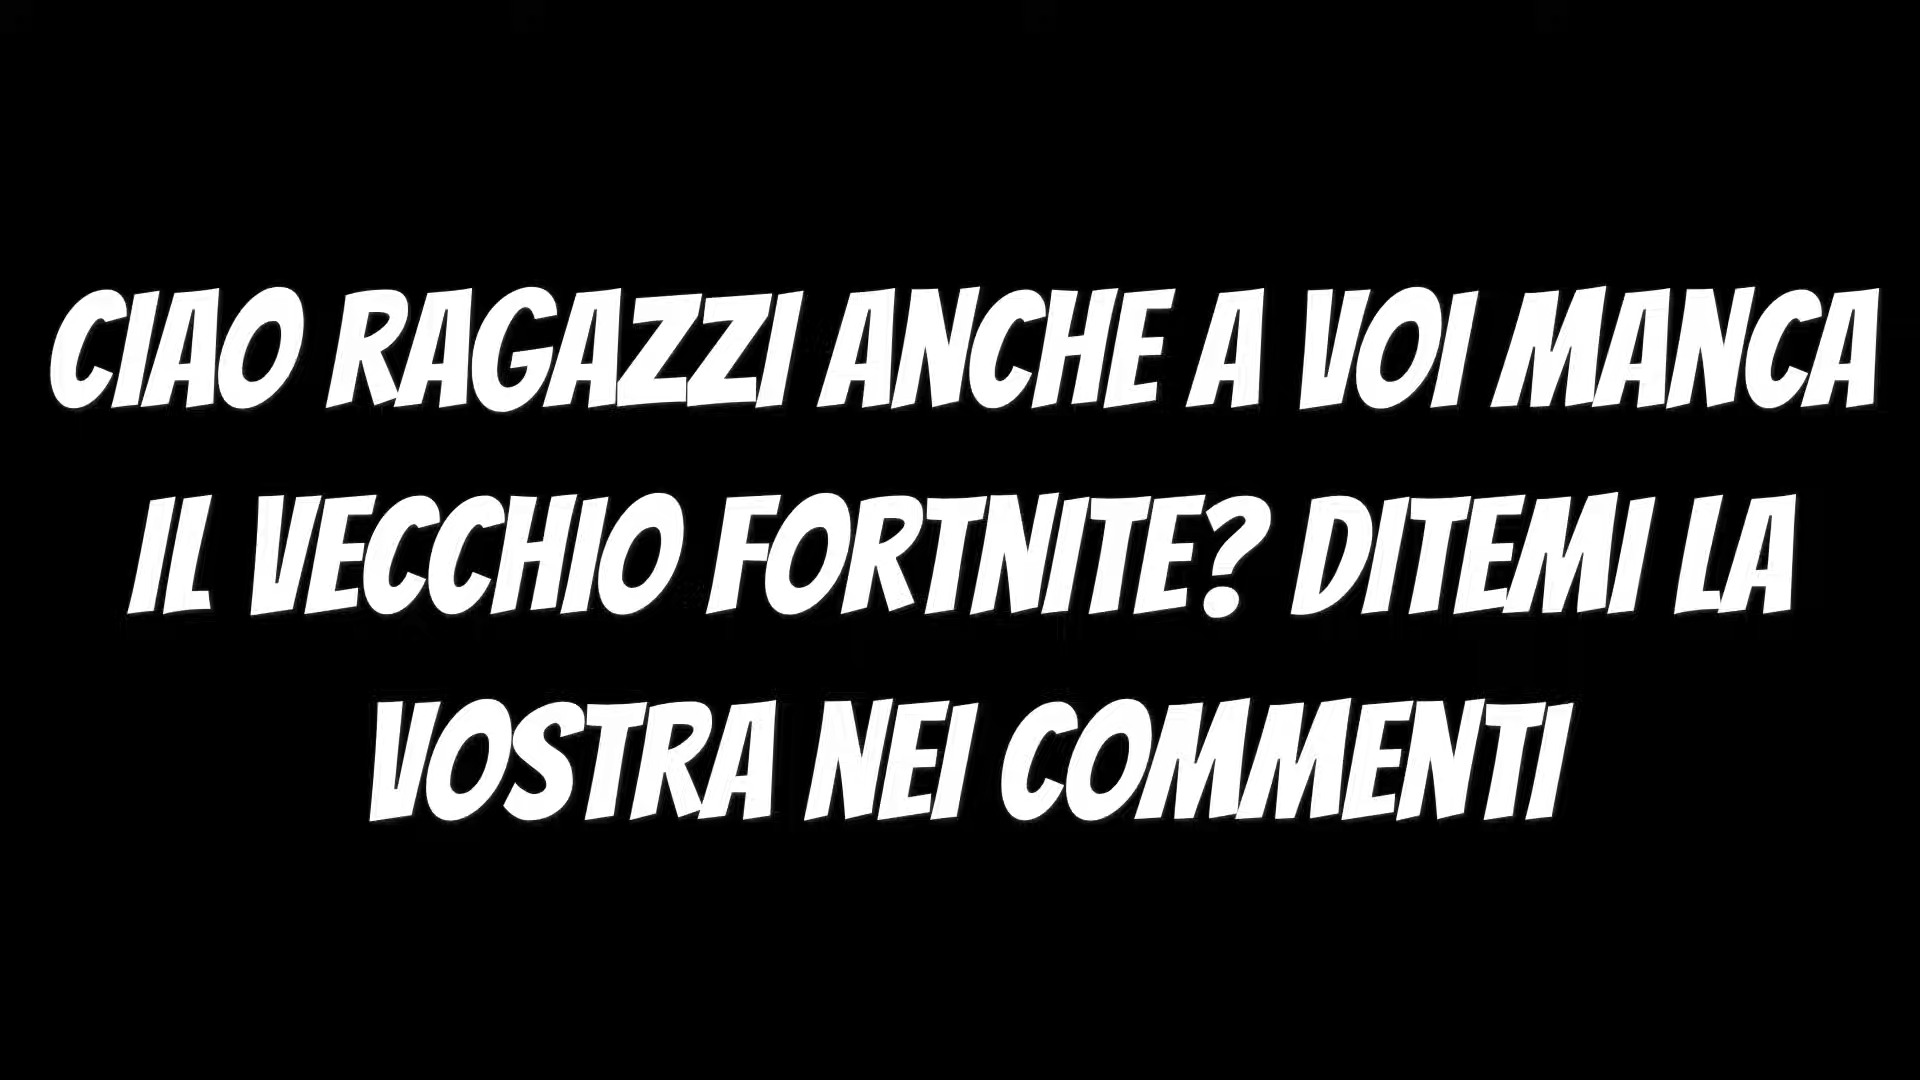 CIAO RAGAZZI ANCHE A VOI MANCA
IL VECCHIO FORTNITE? DITEMI LA
VOSTRA NEI COMMENTI